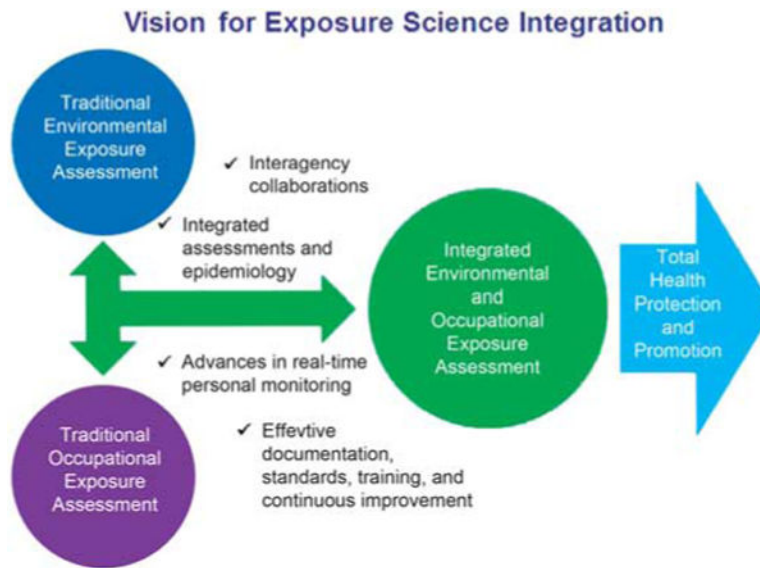 Vision for Exposure Science Integration
Traditional
Environmental
Exposure
Assessment
✓ Interagency
collaborations
✓ Integrated
assessments and
epidemiology
✓ Advances in real-time
personal monitoring
✓ Effevtive
documentation,
standards, training, and
continuous improvement
Traditional
Occupational
Exposure
Assessment
Integrated
Environmental
and
Occupational
Exposure
Assessment
Total
Health
Protection
and
Promotion